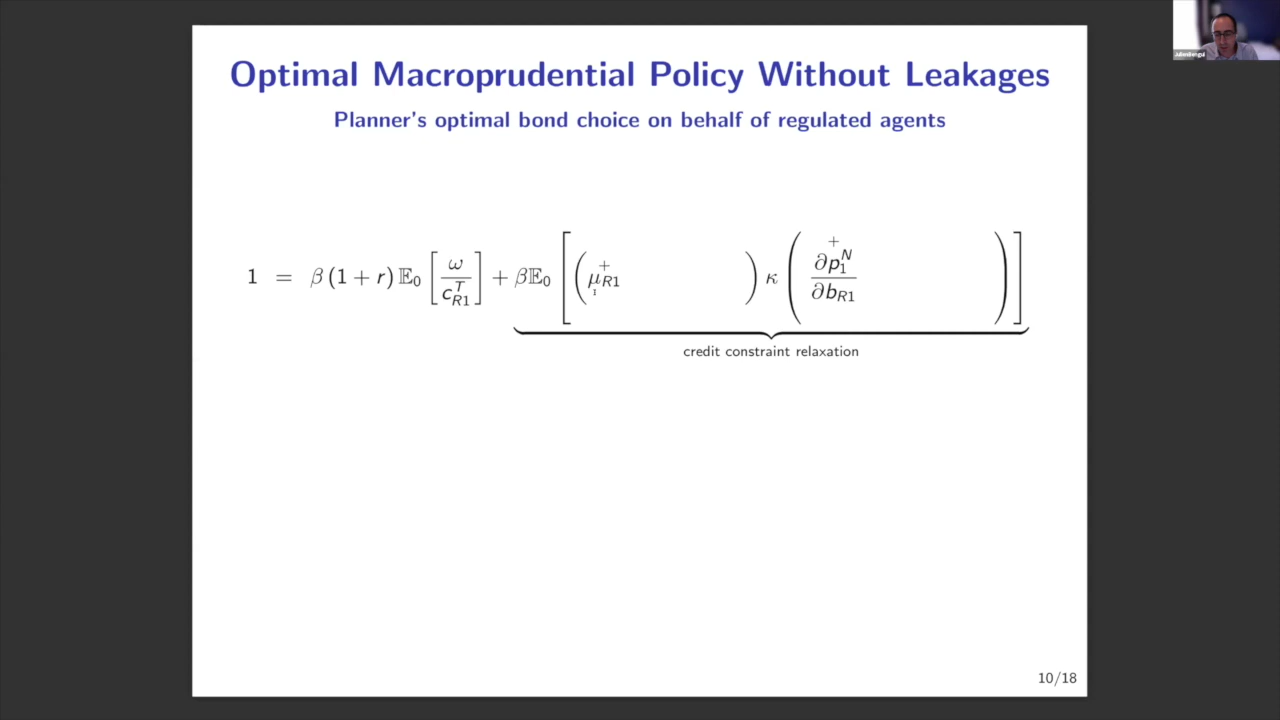 Optimal Macroprudential Policy Without Leakages
Planner's optimal bond choice on behalf of regulated agents
1 = β (1 + r) 𝔼₀ [ω / c^T_{R1}] + β𝔼₀ [(μ⁺_{R1}) κ (∂p^N_1⁺ / ∂b_{R1})]
credit constraint relaxation
10/18